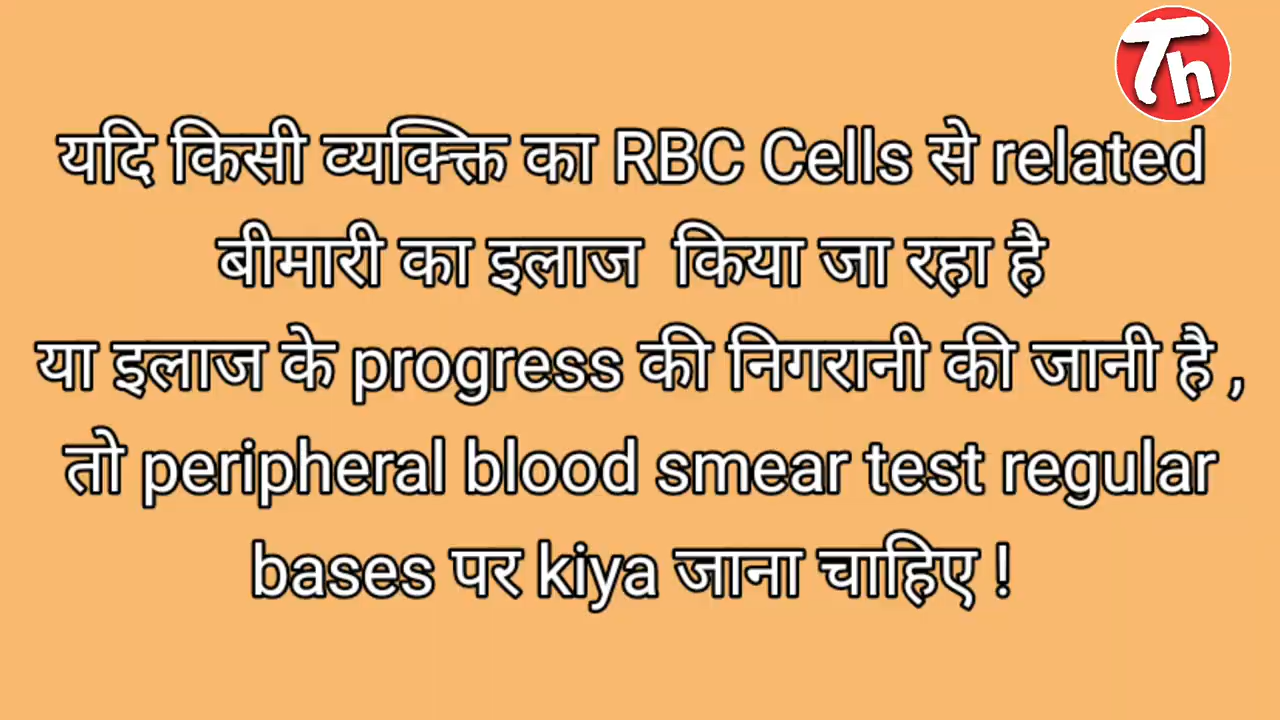 Th
यदि किसी व्यक्ति का RBC Cells से related
बीमारी का इलाज किया जा रहा है
या इलाज के progress की निगरानी की जानी है ,
तो peripheral blood smear test regular
bases पर kiya जाना चाहिए !